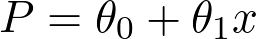 P = θ₀ + θ₁x